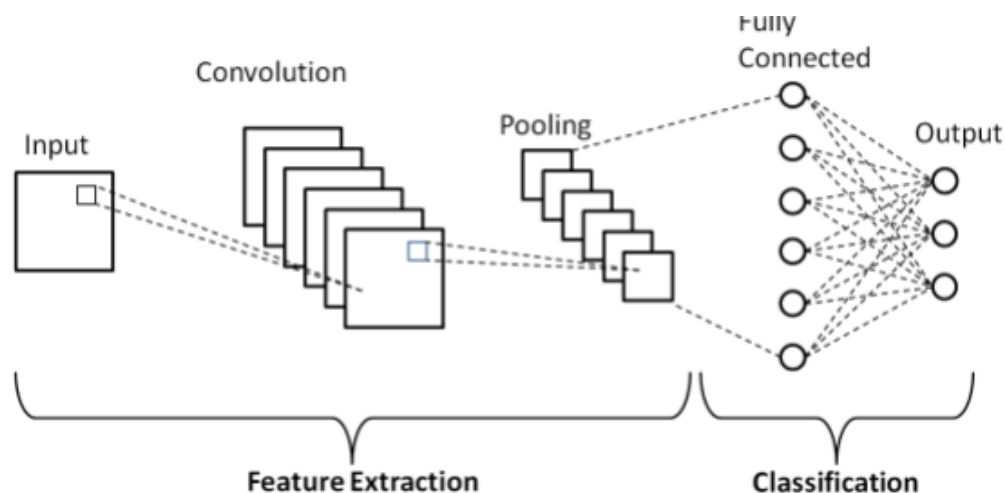 Fully
Connected
Convolution
Pooling
Output
Input
Feature Extraction
Classification